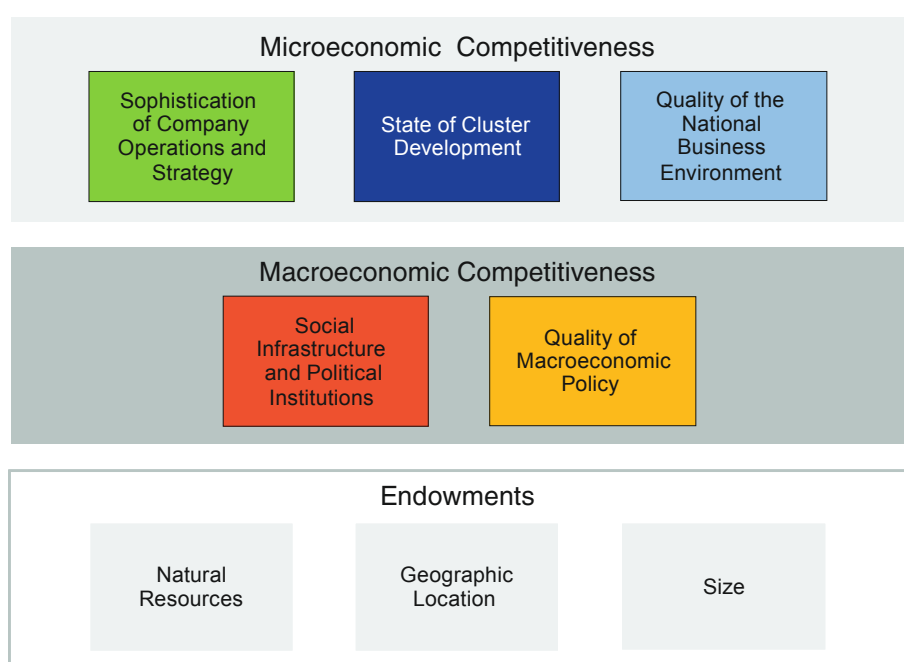 Microeconomic Competitiveness
Sophistication
of Company
Operations and
Strategy
State of Cluster
Development
Quality of the
National
Business
Environment
Macroeconomic Competitiveness
Social
Infrastructure
and Political
Institutions
Quality of
Macroeconomic
Policy
Endowments
Natural
Resources
Geographic
Location
Size